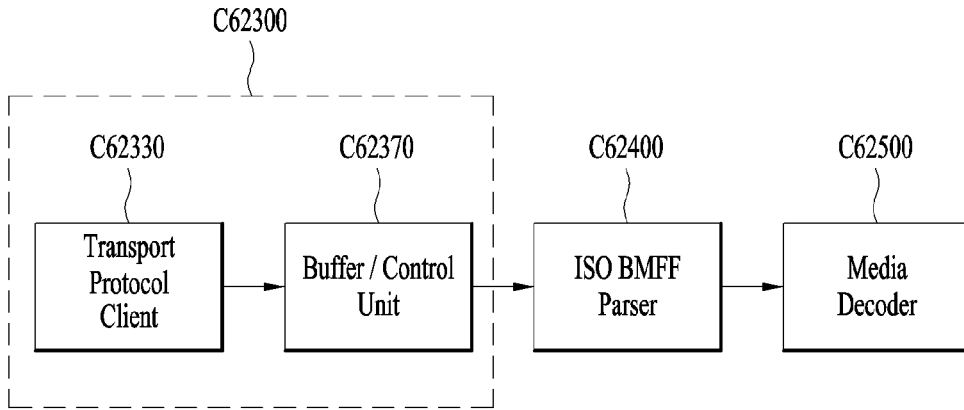 C62300
C62330
C62370
C62400
C62500
Transport
Protocol
Client
Buffer / Control
Unit
ISO BMFF
Parser
Media
Decoder